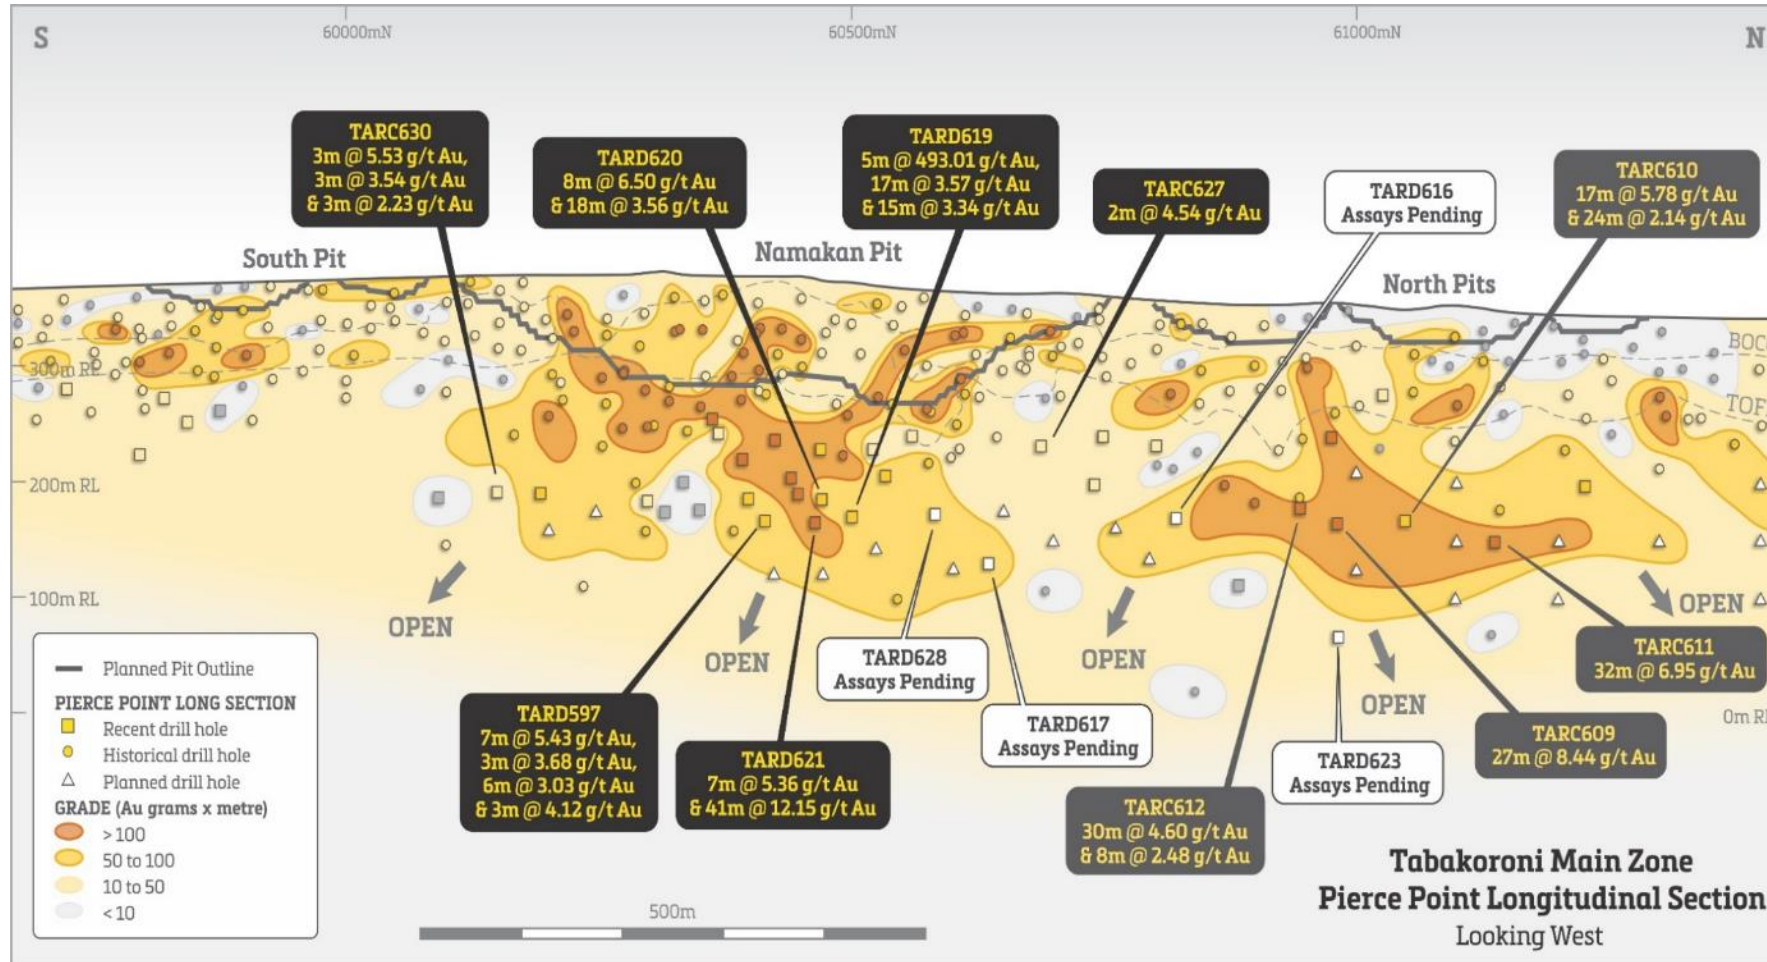 S
60000mN
60500mN
61000mN
N
TARC630
3m @ 5.53 g/t Au,
3m @ 3.54 g/t Au
& 3m @ 2.23 g/t Au
TARD620
8m @ 6.50 g/t Au
& 18m @ 3.56 g/t Au
TARD619
5m @ 493.01 g/t Au,
17m @ 3.57 g/t Au
& 15m @ 3.34 g/t Au
TARC627
2m @ 4.54 g/t Au
TARD616
Assays Pending
TARC610
17m @ 5.78 g/t Au
& 24m @ 2.14 g/t Au
South Pit
Namakan Pit
North Pits
BOC
300m RL
TOF
200m RL
100m RL
OPEN
OPEN
OPEN
OPEN
OPEN
0m RL
TARD628
Assays Pending
TARD617
Assays Pending
TARD623
Assays Pending
TARC611
32m @ 6.95 g/t Au
TARC609
27m @ 8.44 g/t Au
TARC612
30m @ 4.60 g/t Au
& 8m @ 2.48 g/t Au
TARD597
7m @ 5.43 g/t Au,
3m @ 3.68 g/t Au,
6m @ 3.03 g/t Au
& 3m @ 4.12 g/t Au
TARD621
7m @ 5.36 g/t Au
& 41m @ 12.15 g/t Au
Planned Pit Outline
PIERCE POINT LONG SECTION
Recent drill hole
Historical drill hole
Planned drill hole
GRADE (Au grams x metre)
> 100
50 to 100
10 to 50
< 10
500m
Tabakoroni Main Zone
Pierce Point Longitudinal Section
Looking West